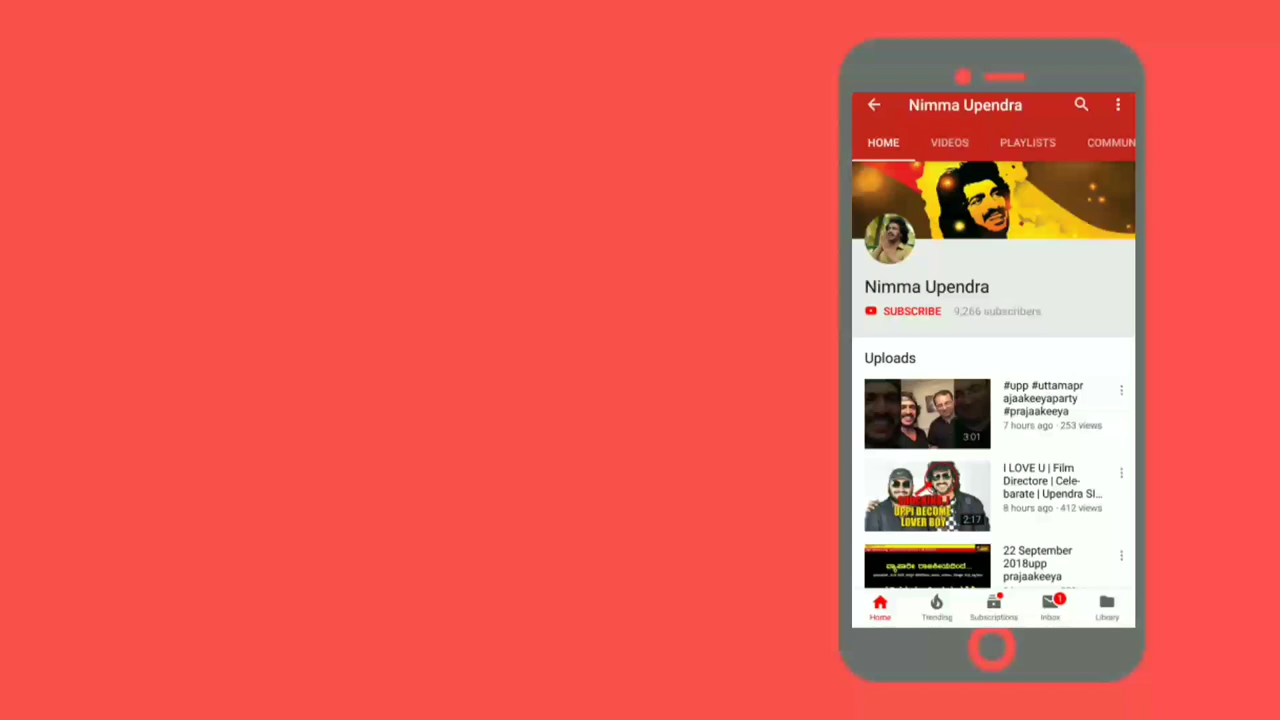 Nimma Upendra
HOME VIDEOS PLAYLISTS COMMUN
Nimma Upendra
SUBSCRIBE 9,266 subscribers
Uploads
#upp #uttamapr
ajaakeeyaparty
#prajaakeeya
7 hours ago · 253 views
3:01
I LOVE U | Film
Directore | Cele-
barate | Upendra Sl...
8 hours ago · 412 views
UPPI BECOME
LOVER BOY
2:17
22 September
2018upp
prajaakeeya
1
Home Trending Subscriptions Inbox Library